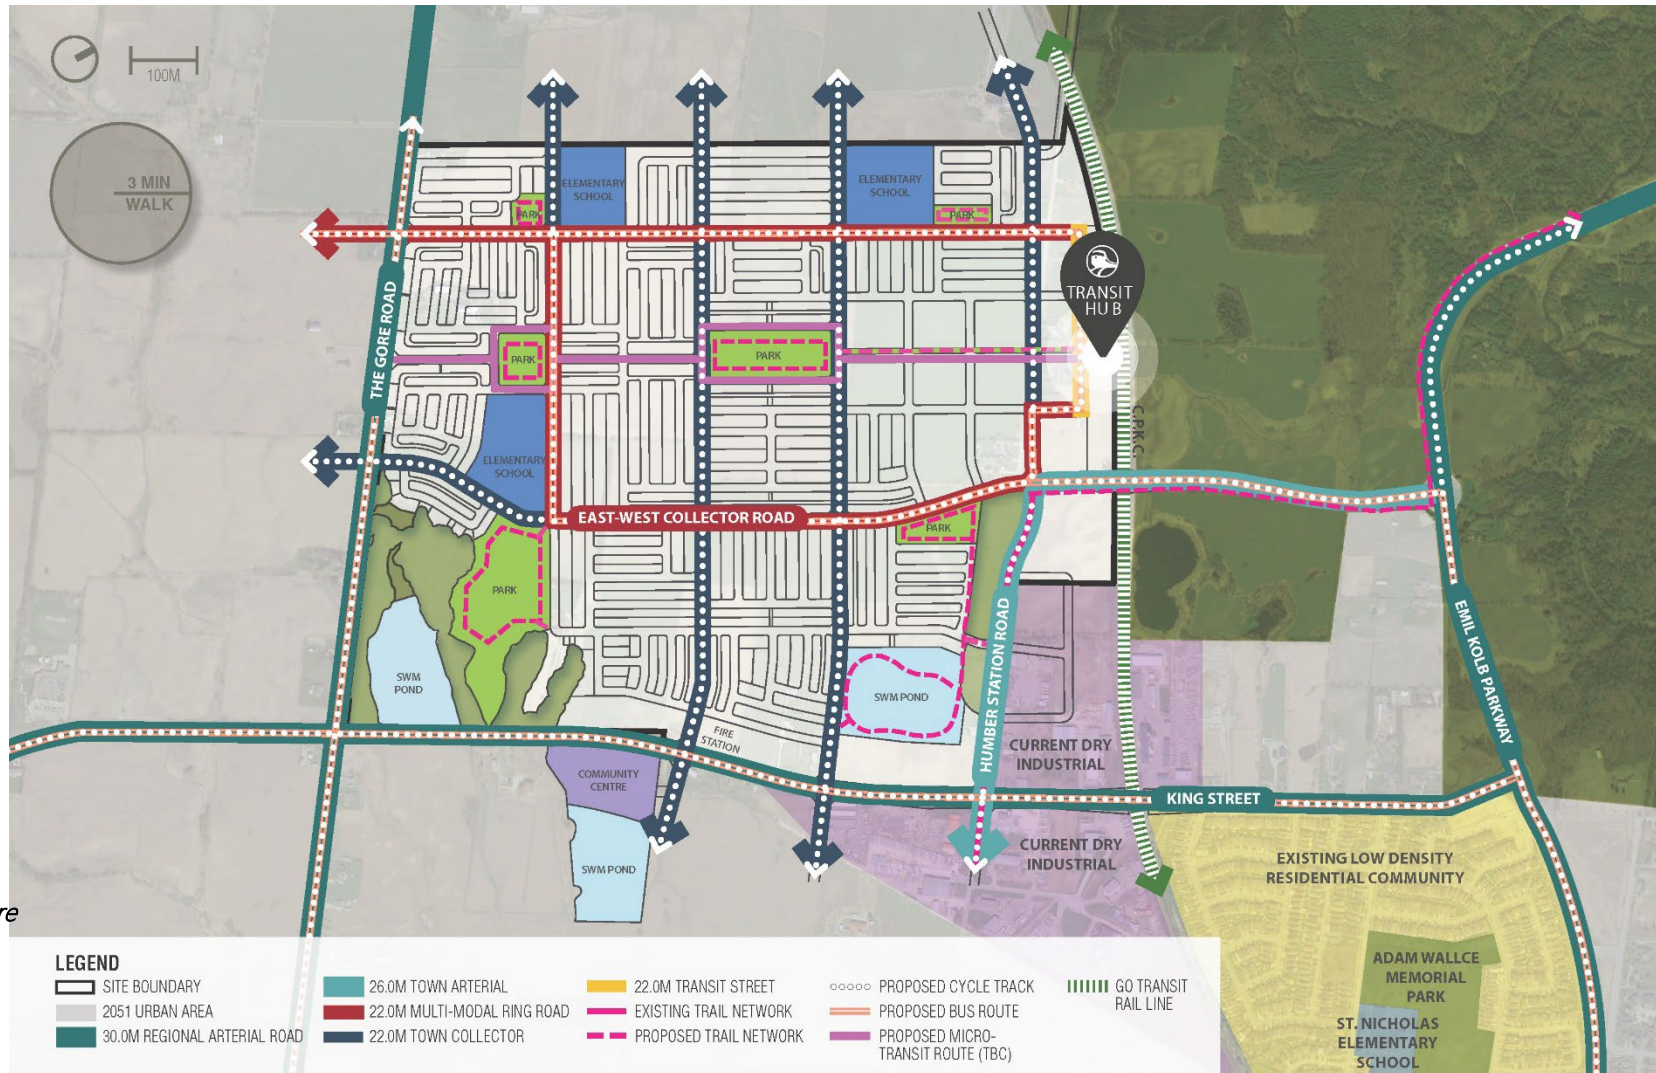 100M
3 MIN
WALK
ELEMENTARY
SCHOOL
ELEMENTARY
SCHOOL
PARK
PARK
TRANSIT
HUB
THE GORE ROAD
PARK
PARK
C.P.K.C.
ELEMENTARY
SCHOOL
EAST-WEST COLLECTOR ROAD
PARK
PARK
SWM
POND
SWM POND
HUMBER STATION ROAD
EMIL KOLB PARKWAY
FIRE
STATION
CURRENT DRY
INDUSTRIAL
COMMUNITY
CENTRE
KING STREET
SWM POND
CURRENT DRY
INDUSTRIAL
EXISTING LOW DENSITY
RESIDENTIAL COMMUNITY
re
ADAM WALLCE
MEMORIAL
PARK
ST. NICHOLAS
ELEMENTARY
SCHOOL
LEGEND
SITE BOUNDARY
2051 URBAN AREA
30.0M REGIONAL ARTERIAL ROAD
26.0M TOWN ARTERIAL
22.0M MULTI-MODAL RING ROAD
22.0M TOWN COLLECTOR
22.0M TRANSIT STREET
EXISTING TRAIL NETWORK
PROPOSED TRAIL NETWORK
PROPOSED CYCLE TRACK
PROPOSED BUS ROUTE
PROPOSED MICRO-
TRANSIT ROUTE (TBC)
GO TRANSIT
RAIL LINE